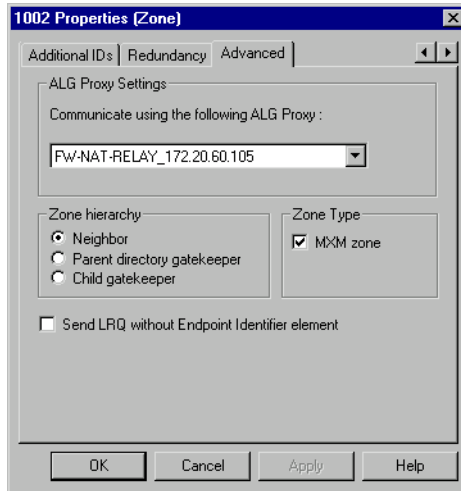 1002 Properties (Zone)
Additional IDs Redundancy Advanced
ALG Proxy Settings
Communicate using the following ALG Proxy :
FW-NAT-RELAY_172.20.60.105
Zone hierarchy Zone Type
Neighbor MXM zone
Parent directory gatekeeper
Child gatekeeper
Send LRQ without Endpoint Identifier element
OK Cancel Apply Help